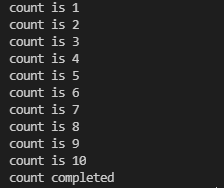 count is 1
count is 2
count is 3
count is 4
count is 5
count is 6
count is 7
count is 8
count is 9
count is 10
count completed